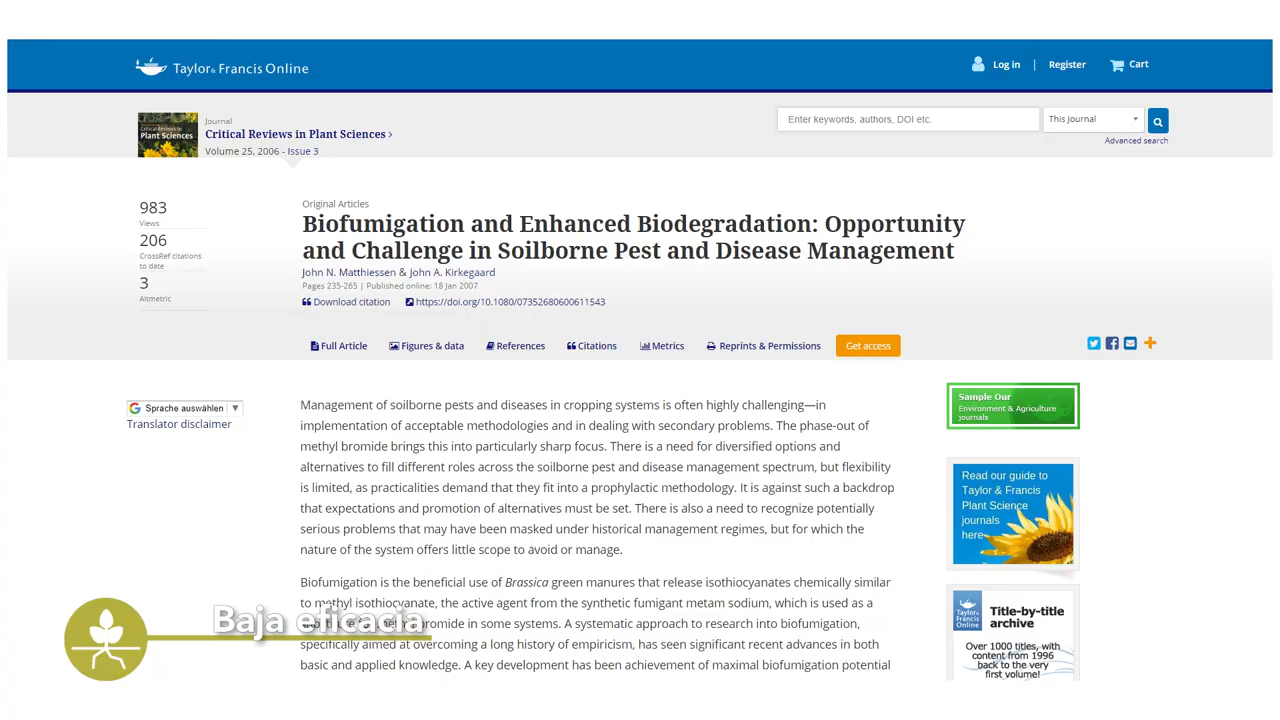 Taylor & Francis Online
Log in | Register Cart
Critical Reviews in
Plant Sciences
Journal
Critical Reviews in Plant Sciences ›
Volume 25, 2006 - Issue 3
Enter keywords, authors, DOI etc.
This Journal
Advanced search
983
Views
206
CrossRef citations
to date
3
Altmetric
Original Articles
Biofumigation and Enhanced Biodegradation: Opportunity
and Challenge in Soilborne Pest and Disease Management
John N. Matthiessen & John A. Kirkegaard
Pages 235-265 | Published online: 18 Jan 2007
Download citation https://doi.org/10.1080/07352680600611543
Full Article Figures & data References Citations Metrics Reprints & Permissions Get access
Sprache auswählen
Translator disclaimer
Management of soilborne pests and diseases in cropping systems is often highly challenging—in
implementation of acceptable methodologies and in dealing with secondary problems. The phase-out of
methyl bromide brings this into particularly sharp focus. There is a need for diversified options and
alternatives to fill different roles across the soilborne pest and disease management spectrum, but flexibility
is limited, as practicalities demand that they fit into a prophylactic methodology. It is against such a backdrop
that expectations and promotion of alternatives must be set. There is also a need to recognize potentially
serious problems that may have been masked under historical management regimes, but for which the
nature of the system offers little scope to avoid or manage.
Biofumigation is the beneficial use of Brassica green manures that release isothiocyanates chemically similar
to methyl isothiocyanate, the active agent from the synthetic fumigant metam sodium, which is used as a
bromide in some systems. A systematic approach to research into biofumigation,
specifically aimed at overcoming a long history of empiricism, has seen significant recent advances in both
basic and applied knowledge. A key development has been achievement of maximal biofumigation potential
Sample Our
Environment & Agriculture
journals
Read our guide to
Taylor & Francis
Plant Science
journals
here
Taylor & Francis
Online
Title-by-title
archive
Over 1000 titles, with
content from 1996
back to the very
first volume!
Baja eficacia